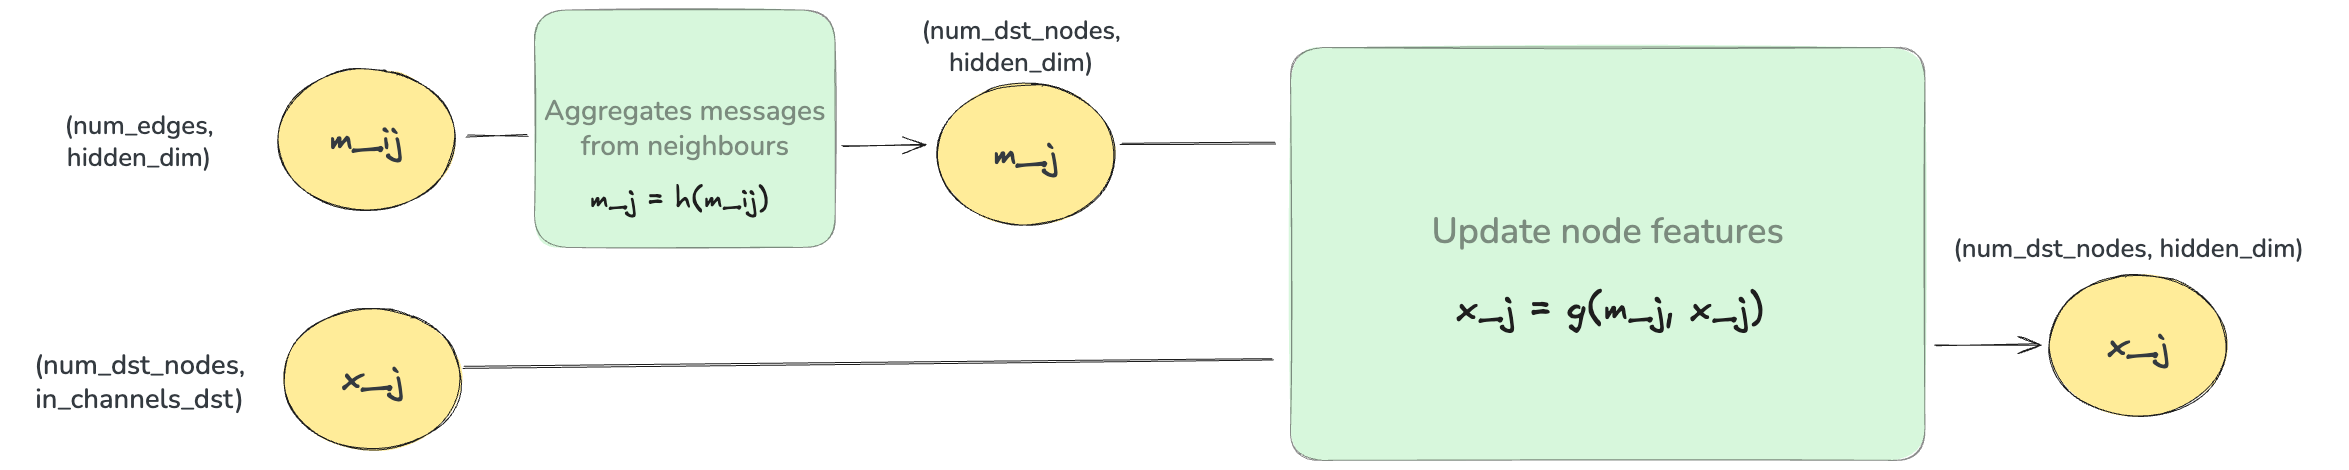 (num_edges,
hidden_dim)
m_ij
Aggregates messages
from neighbours
m_j = h(m_ij)
(num_dst_nodes,
hidden_dim)
m_j
(num_dst_nodes,
in_channels_dst)
x_j
Update node features
x_j = g(m_j, x_j)
(num_dst_nodes, hidden_dim)
x_j